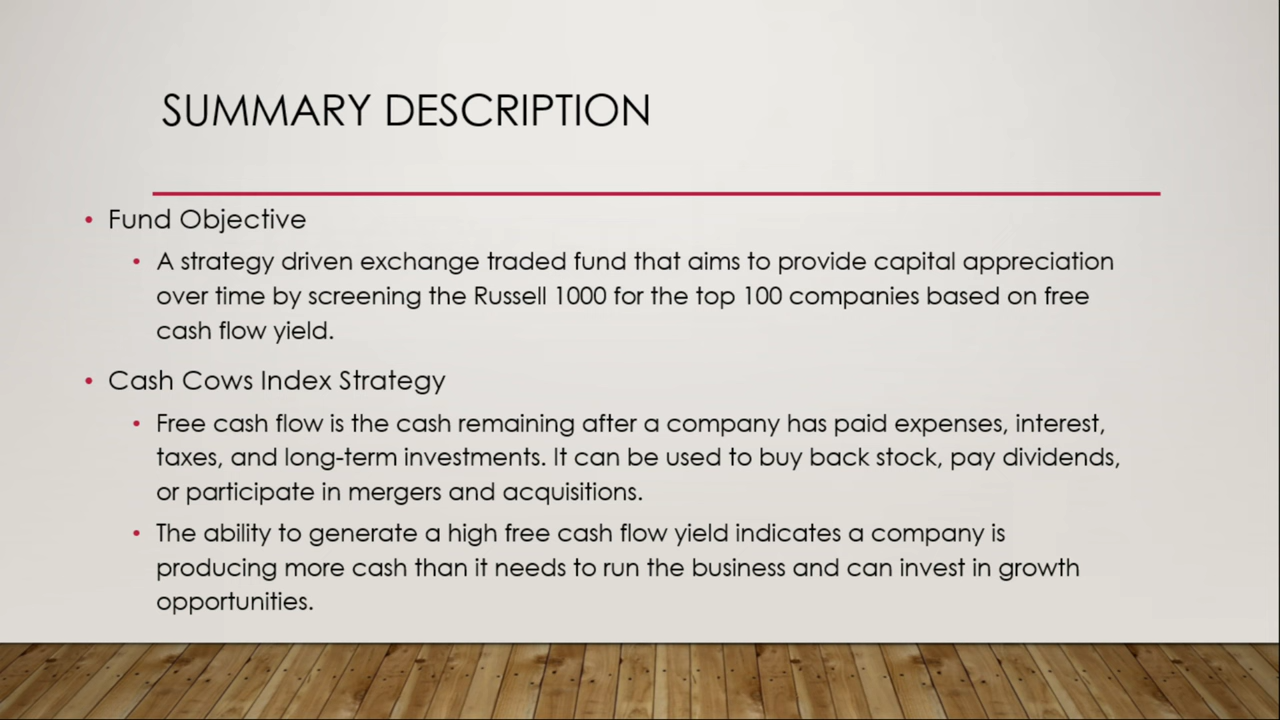 SUMMARY DESCRIPTION
• Fund Objective
• A strategy driven exchange traded fund that aims to provide capital appreciation
over time by screening the Russell 1000 for the top 100 companies based on free
cash flow yield.
• Cash Cows Index Strategy
• Free cash flow is the cash remaining after a company has paid expenses, interest,
taxes, and long-term investments. It can be used to buy back stock, pay dividends,
or participate in mergers and acquisitions.
• The ability to generate a high free cash flow yield indicates a company is
producing more cash than it needs to run the business and can invest in growth
opportunities.